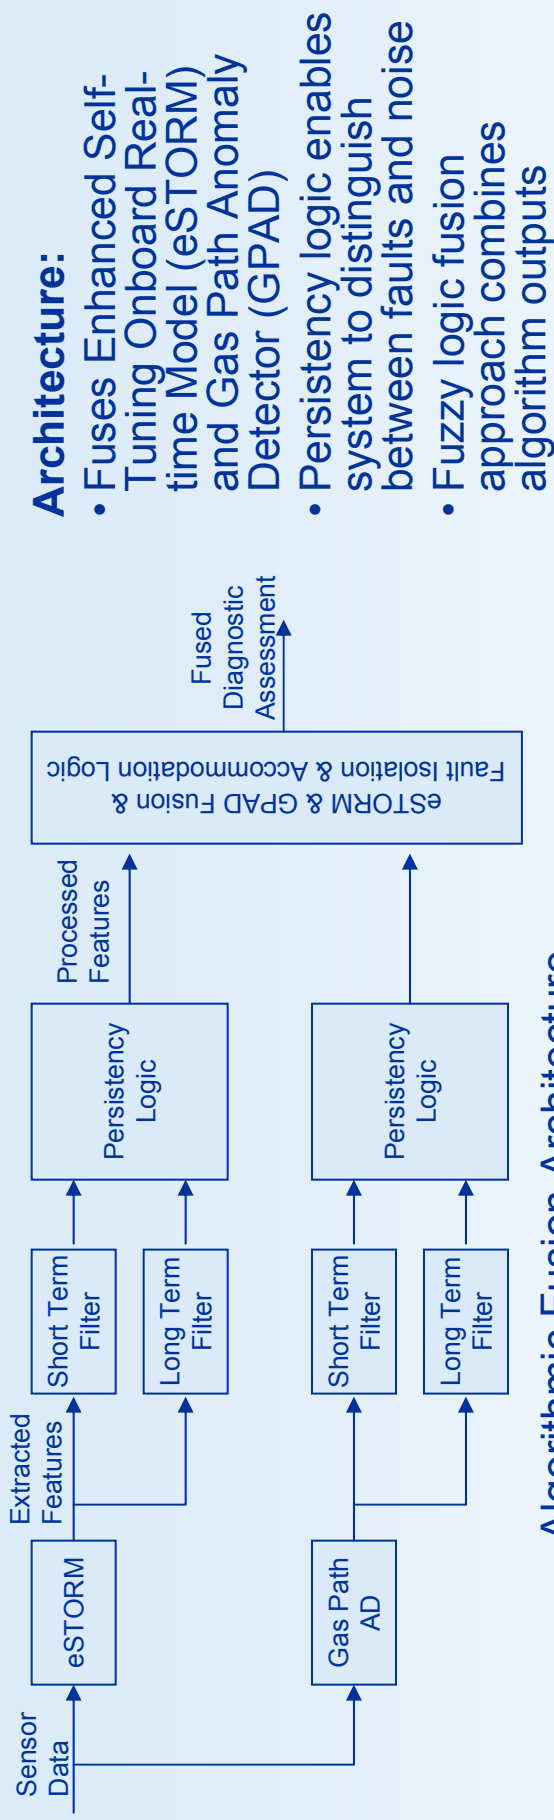 Sensor
Data
eSTORM
Gas Path
AD
Extracted
Features
Short Term
Filter
Long Term
Filter
Short Term
Filter
Long Term
Filter
Persistency
Logic
Persistency
Logic
Processed
Features
eSTORM & GPAD Fusion &
Fault Isolation & Accommodation Logic
Fused
Diagnostic
Assessment
Algorithmic Fusion Architecture
Architecture:
• Fuses Enhanced Self-
Tuning Onboard Real-
time Model (eSTORM)
and Gas Path Anomaly
Detector (GPAD)
• Persistency logic enables
system to distinguish
between faults and noise
• Fuzzy logic fusion
approach combines
algorithm outputs